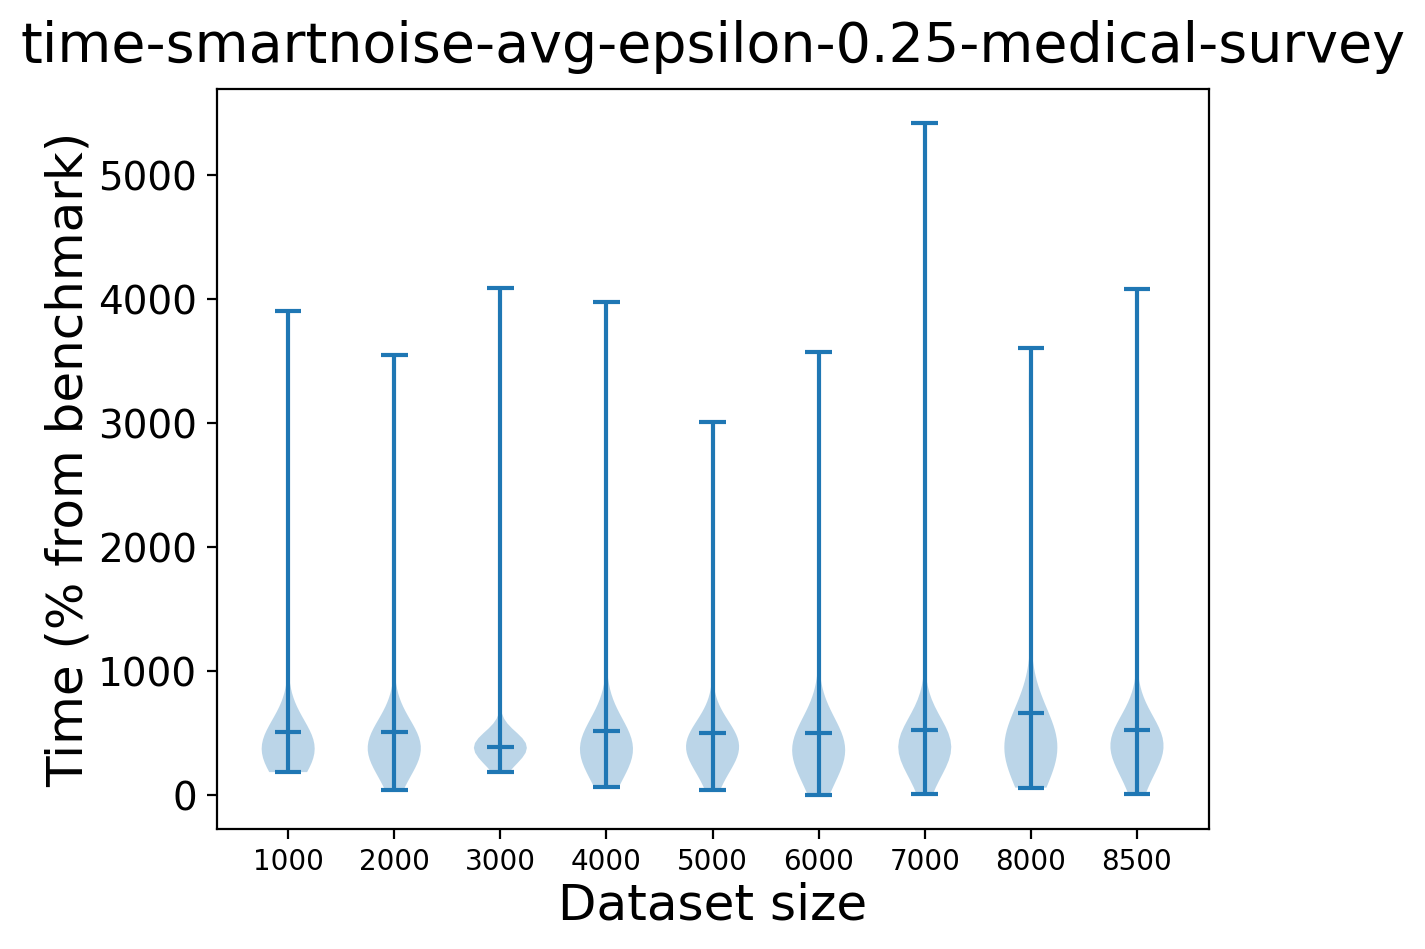 time-smartnoise-avg-epsilon-0.25-medical-survey
Time (% from benchmark)
5000
4000
3000
2000
1000
0
1000 2000 3000 4000 5000 6000 7000 8000 8500
Dataset size